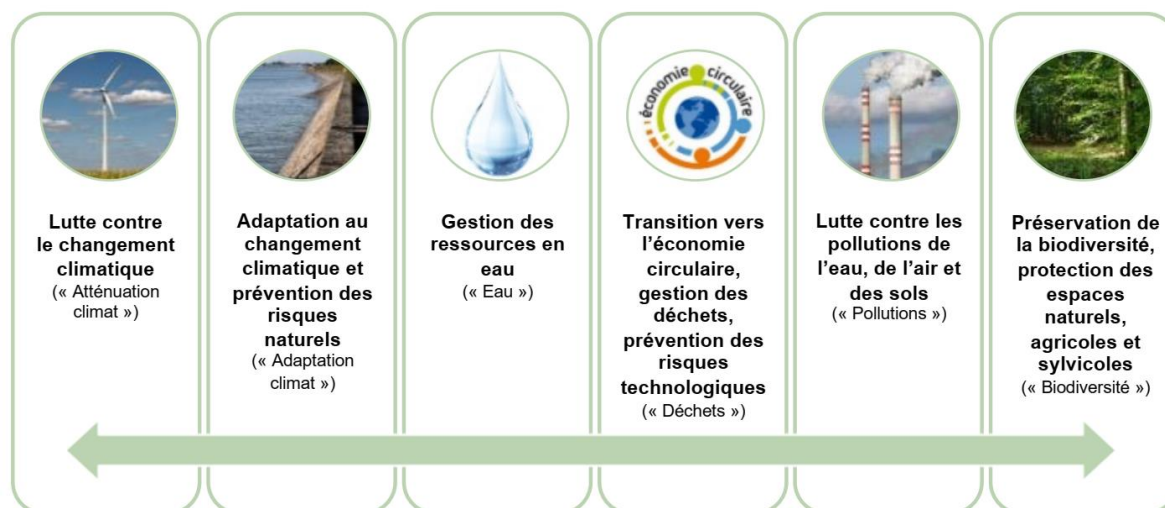 Lutte contre
le changement
climatique
(« Atténuation
climat »)
Adaptation au
changement
climatique et
prévention des
risques
naturels
(« Adaptation
climat »)
Gestion des
ressources en
eau
(« Eau »)
économie circulaire
Transition vers
l’économie
circulaire,
gestion des
déchets,
prévention des
risques
technologiques
(« Déchets »)
Lutte contre les
pollutions de
l’eau, de l’air et
des sols
(« Pollutions »)
Préservation de
la biodiversité,
protection des
espaces
naturels,
agricoles et
sylvicoles
(« Biodiversité »)